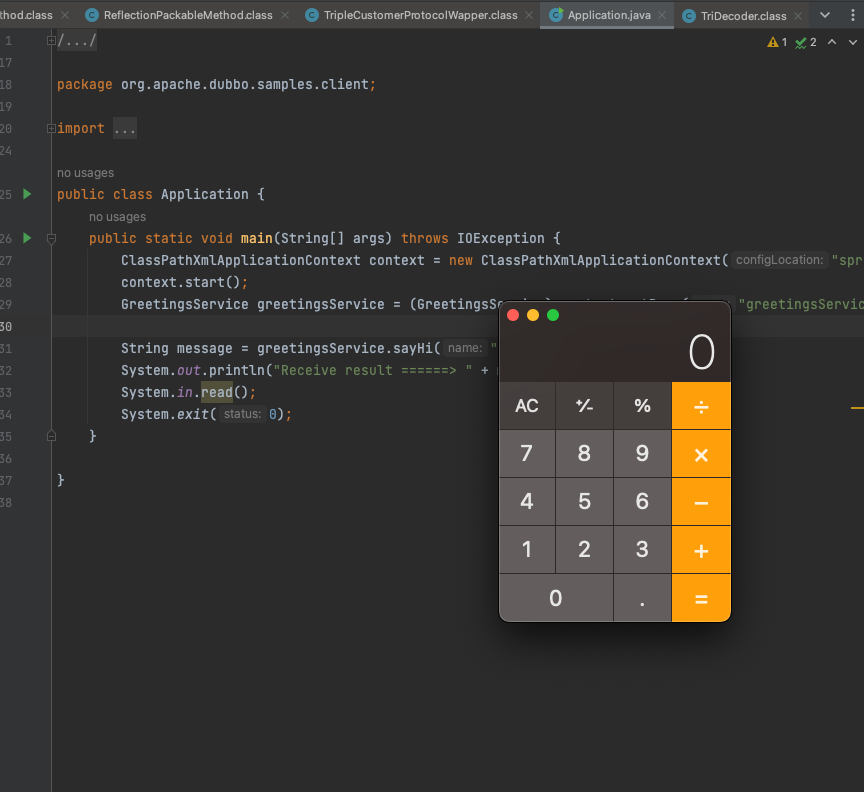 thod.class ReflectionPackableMethod.class TripleCustomerProtocolWapper.class Application.java TriDecoder.class
1 /.../ 1 2
17
18 package org.apache.dubbo.samples.client;
19
20 import ...
24
no usages
25 public class Application {
no usages
26 public static void main(String[] args) throws IOException {
27 ClassPathXmlApplicationContext context = new ClassPathXmlApplicationContext( configLocation: "spr
28 context.start();
29 GreetingsService greetingsService = (GreetingsSe "greetingsServic
30
31 String message = greetingsService.sayHi( name: "
32 System.out.println("Receive result ======> " +
33 System.in.read();
34 System.exit( status: 0);
35 }
36
37 }
38
0
AC +/- % ÷
7 8 9 ×
4 5 6 −
1 2 3 +
0 . =